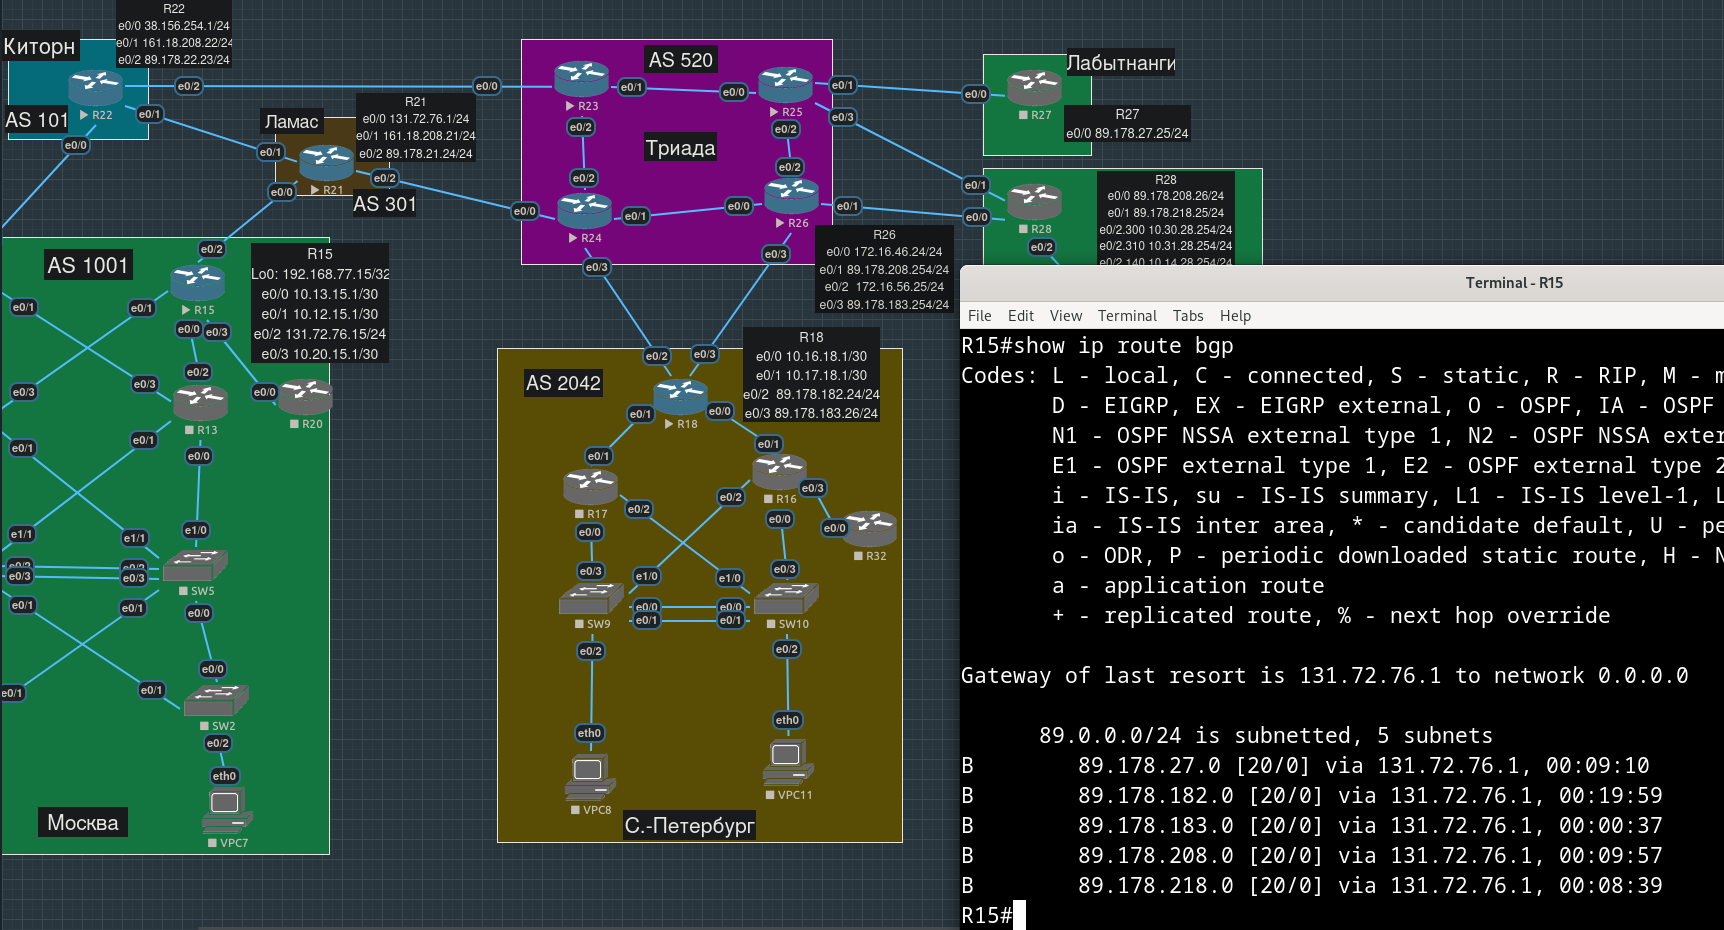 R22
e0/0 38.156.254.1/24
e0/1 161.18.208.22/24
e0/2 89.178.22.23/24
Киторн
AS 101
R22
e0/2
e0/1
e0/0
Ламас
R21
e0/0 131.72.76.1/24
e0/1 161.18.208.21/24
e0/2 89.178.21.24/24
e0/1
R21
e0/2
e0/0
AS 301
AS 520
Триада
e0/0
R23
e0/1
e0/0
R25
e0/1
e0/3
e0/2
e0/2
e0/2
e0/2
e0/0
R24
e0/1
e0/0
R26
e0/1
e0/3
e0/3
Лабытнанги
e0/0
R27
R27
e0/0 89.178.27.25/24
e0/1
e0/0
R28
e0/2
R28
e0/0 89.178.208.26/24
e0/1 89.178.218.25/24
e0/2.300 10.30.28.254/24
e0/2.310 10.31.28.254/24
e0/2.140 10.14.28.254/24
R26
e0/0 172.16.46.24/24
e0/1 89.178.208.254/24
e0/2 172.16.56.25/24
e0/3 89.178.183.254/24
AS 1001
e0/2
R15
R15
Lo0: 192.168.77.15/32
e0/0 10.13.15.1/30
e0/1 10.12.15.1/30
e0/2 131.72.76.15/24
e0/3 10.20.15.1/30
e0/1
e0/1
e0/0
e0/3
e0/2
e0/3
e0/3
e0/0
R13
R20
e0/1
e0/1
e0/0
e1/1
e1/1
e1/0
e0/2
e0/2
e0/3
e0/3
SW5
e0/1
e0/1
e0/0
e0/0
e0/1
e0/1
SW2
e0/2
eth0
Москва
VPC7
AS 2042
e0/2
e0/3
R18
e0/0 10.16.18.1/30
e0/1 10.17.18.1/30
e0/2 89.178.182.24/24
e0/3 89.178.183.26/24
e0/1
e0/0
R18
e0/1
e0/1
R17
e0/2
e0/2
R16
e0/3
e0/0
e0/0
e0/0
R32
e0/3
e1/0
e1/0
e0/3
e0/0
e0/0
e0/1
e0/1
SW9
SW10
e0/2
e0/2
eth0
eth0
VPC8
VPC11
С.-Петербург
Terminal - R15
File Edit View Terminal Tabs Help
R15#show ip route bgp
Codes: L - local, C - connected, S - static, R - RIP, M - m
D - EIGRP, EX - EIGRP external, O - OSPF, IA - OSPF
N1 - OSPF NSSA external type 1, N2 - OSPF NSSA exter
E1 - OSPF external type 1, E2 - OSPF external type 2
i - IS-IS, su - IS-IS summary, L1 - IS-IS level-1, L
ia - IS-IS inter area, * - candidate default, U - pe
o - ODR, P - periodic downloaded static route, H - N
a - application route
+ - replicated route, % - next hop override
Gateway of last resort is 131.72.76.1 to network 0.0.0.0
89.0.0.0/24 is subnetted, 5 subnets
B 89.178.27.0 [20/0] via 131.72.76.1, 00:09:10
B 89.178.182.0 [20/0] via 131.72.76.1, 00:19:59
B 89.178.183.0 [20/0] via 131.72.76.1, 00:00:37
B 89.178.208.0 [20/0] via 131.72.76.1, 00:09:57
B 89.178.218.0 [20/0] via 131.72.76.1, 00:08:39
R15#